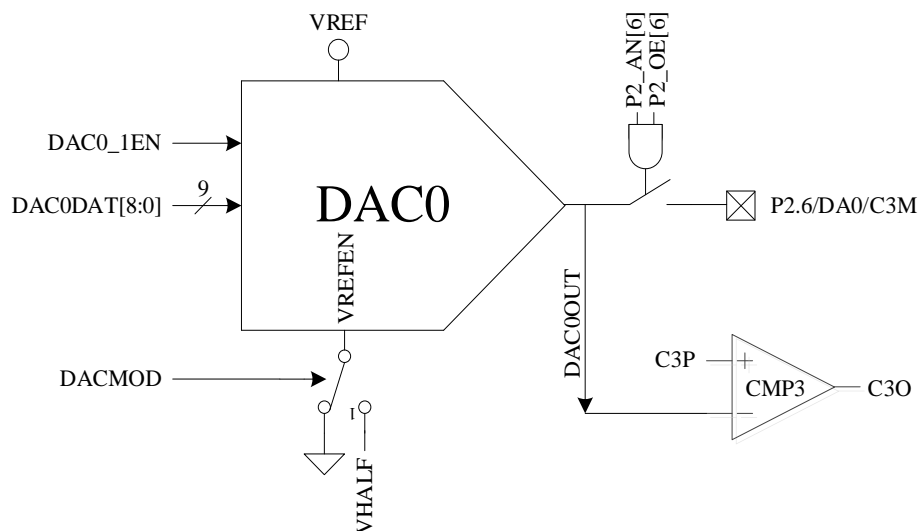 VREF
P2_AN[6]
P2_OE[6]
DAC0_1EN
9
DAC0DAT[8:0]
DAC0
P2.6/DA0/C3M
VREFEN
DAC0OUT
C3P
+
CMP3
C3O
−
DACMOD
1
VHALF